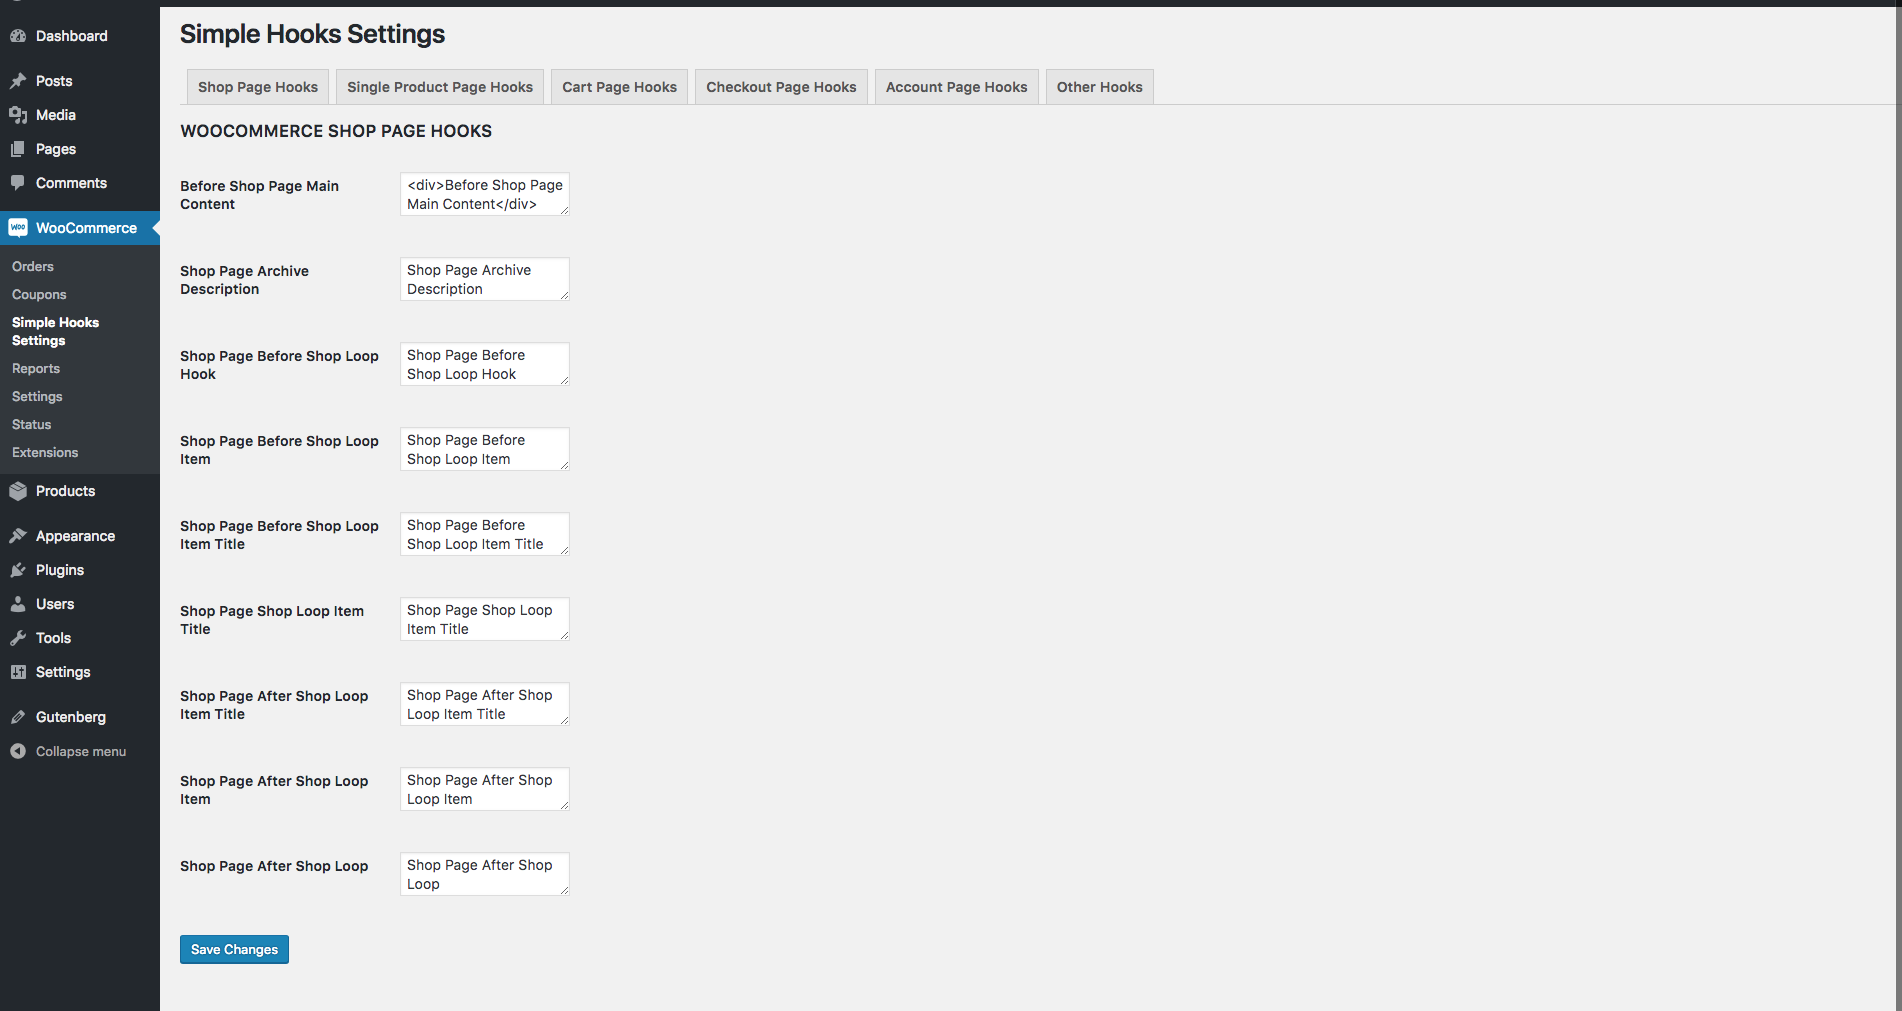 Dashboard
Posts
Media
Pages
Comments
woo WooCommerce
Orders
Coupons
Simple Hooks
Settings
Reports
Settings
Status
Extensions
Products
Appearance
Plugins
Users
Tools
Settings
Gutenberg
Collapse menu
Simple Hooks Settings
Shop Page Hooks
Single Product Page Hooks
Cart Page Hooks
Checkout Page Hooks
Account Page Hooks
Other Hooks
WOOCOMMERCE SHOP PAGE HOOKS
Before Shop Page Main
Content
<div>Before Shop Page
Main Content</div>
Shop Page Archive
Description
Shop Page Archive
Description
Shop Page Before Shop Loop
Hook
Shop Page Before
Shop Loop Hook
Shop Page Before Shop Loop
Item
Shop Page Before
Shop Loop Item
Shop Page Before Shop Loop
Item Title
Shop Page Before
Shop Loop Item Title
Shop Page Shop Loop Item
Title
Shop Page Shop Loop
Item Title
Shop Page After Shop Loop
Item Title
Shop Page After Shop
Loop Item Title
Shop Page After Shop Loop
Item
Shop Page After Shop
Loop Item
Shop Page After Shop Loop
Shop Page After Shop
Loop
Save Changes